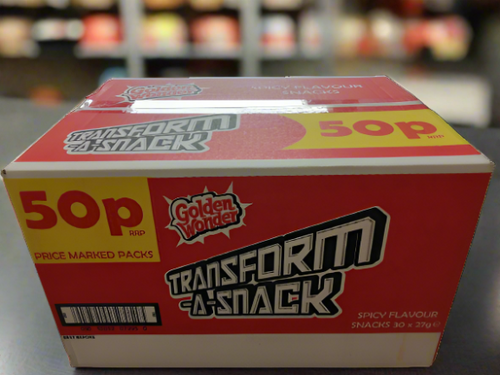 SPICY FLAVOUR
SNACKS
TRANSFORM
-A-SNACK
50p
50p
RRP
PRICE MARKED PACKS
Golden
Wonder
TRANSFORM
-A-SNACK
SPICY FLAVOUR
SNACKS 30 x 27g e